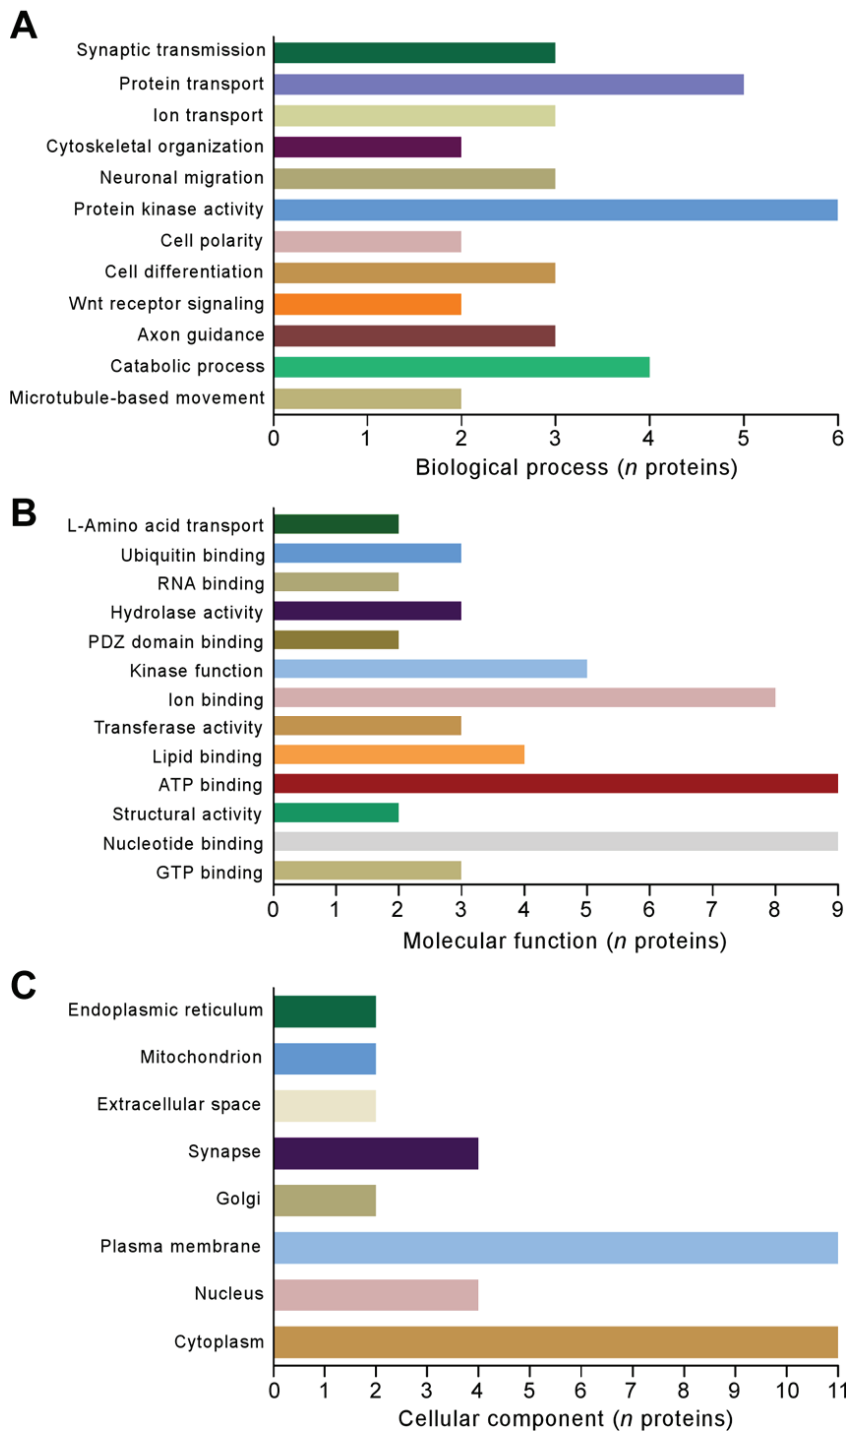 A
Synaptic transmission
Protein transport
Ion transport
Cytoskeletal organization
Neuronal migration
Protein kinase activity
Cell polarity
Cell differentiation
Wnt receptor signaling
Axon guidance
Catabolic process
Microtubule-based movement
0 1 2 3 4 5 6
Biological process (n proteins)
B
L-Amino acid transport
Ubiquitin binding
RNA binding
Hydrolase activity
PDZ domain binding
Kinase function
Ion binding
Transferase activity
Lipid binding
ATP binding
Structural activity
Nucleotide binding
GTP binding
0 1 2 3 4 5 6 7 8 9
Molecular function (n proteins)
C
Endoplasmic reticulum
Mitochondrion
Extracellular space
Synapse
Golgi
Plasma membrane
Nucleus
Cytoplasm
0 1 2 3 4 5 6 7 8 9 10 11
Cellular component (n proteins)